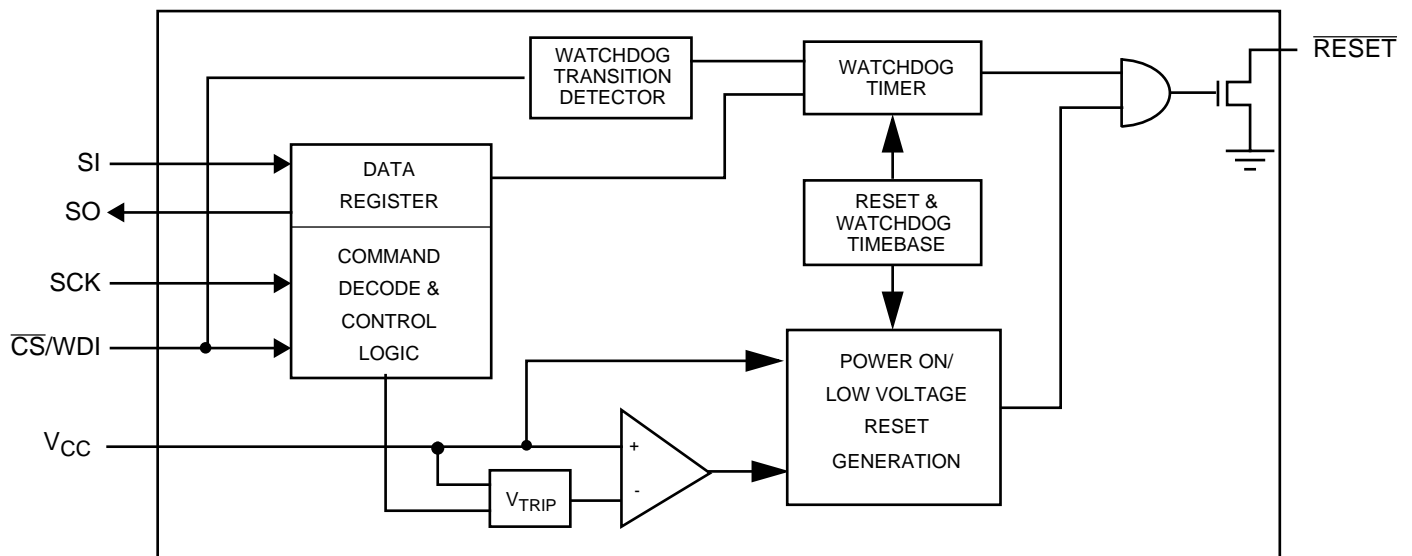 WATCHDOG
TRANSITION
DETECTOR
WATCHDOG
TIMER
RESET
SI
SO
SCK
CS/WDI
VCC
DATA
REGISTER
COMMAND
DECODE &
CONTROL
LOGIC
RESET &
WATCHDOG
TIMEBASE
POWER ON/
LOW VOLTAGE
RESET
GENERATION
+
-
VTRIP